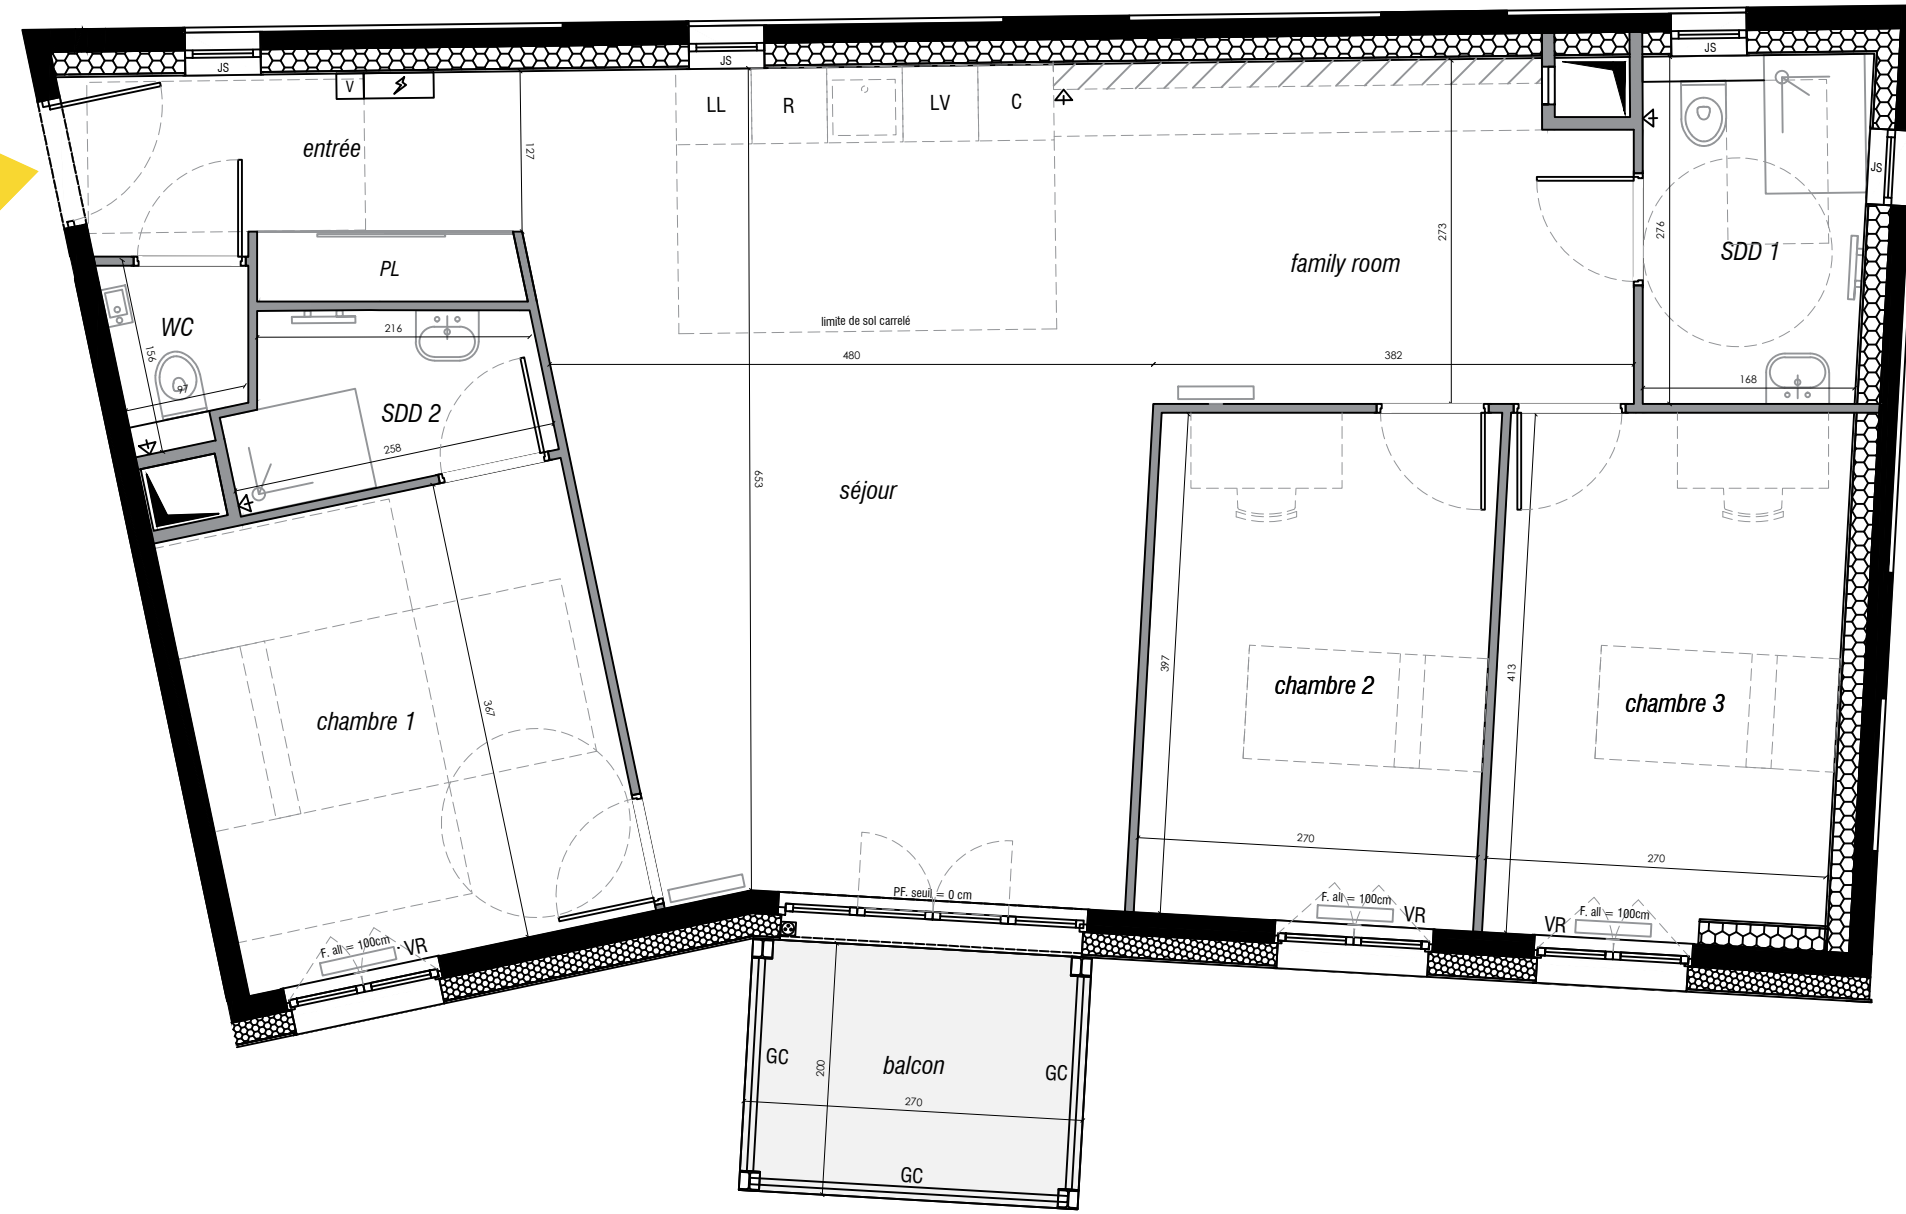 JS
JS
JS
V
LL
R
LV
C
entrée
127
JS
PL
family room
273
276
SDD 1
WC
156
97
216
limite de sol carrelé
480
382
168
SDD 2
258
653
séjour
chambre 1
367
397
chambre 2
413
chambre 3
270
270
PF. seuil = 0 cm
F. all = 100cm
VR
F. all = 100cm
VR
VR
F. all = 100cm
GC
balcon
GC
200
270
GC